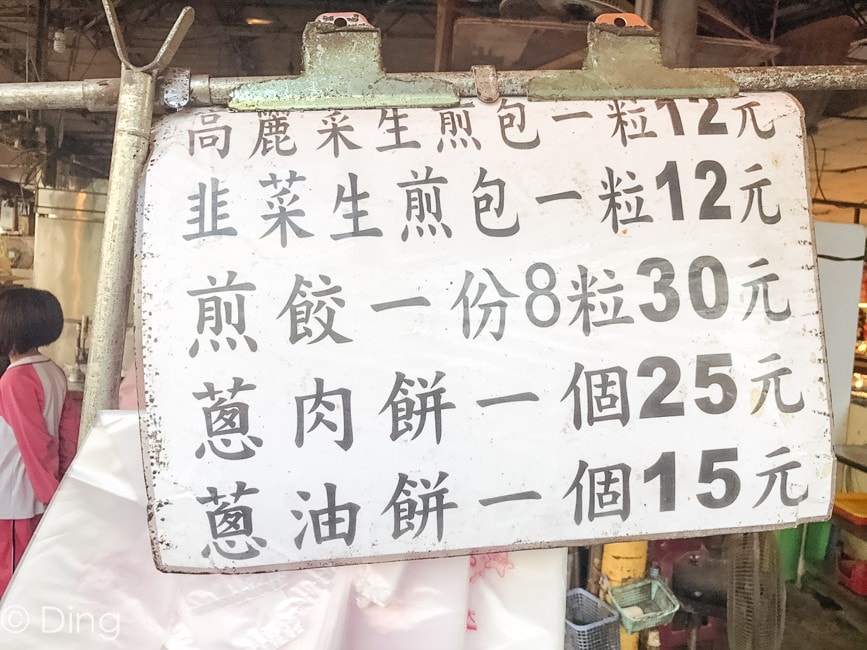 高麗菜生煎包一粒12元
韭菜生煎包一粒12元
煎餃一份8粒30元
蔥肉餅一個25元
蔥油餅一個15元
© Ding